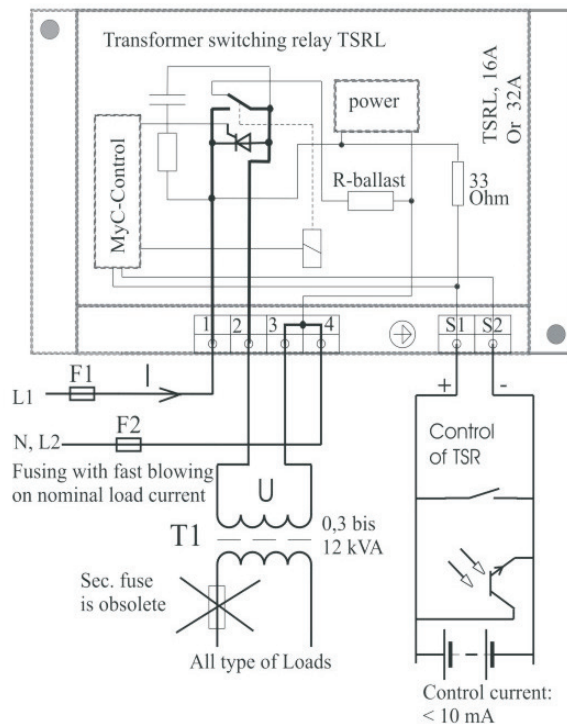 Transformer switching relay TSRL
TSRL, 16A
Or 32A
power
MyC-Control
R-ballast
33
Ohm
1
2
3
4
S1
S2
F1
I
L1
+
-
N, L2
F2
Control
of TSR
Fusing with fast blowing
on nominal load current
U
T1
0,3 bis
12 kVA
Sec. fuse
is obsolete
All type of Loads
Control current:
< 10 mA